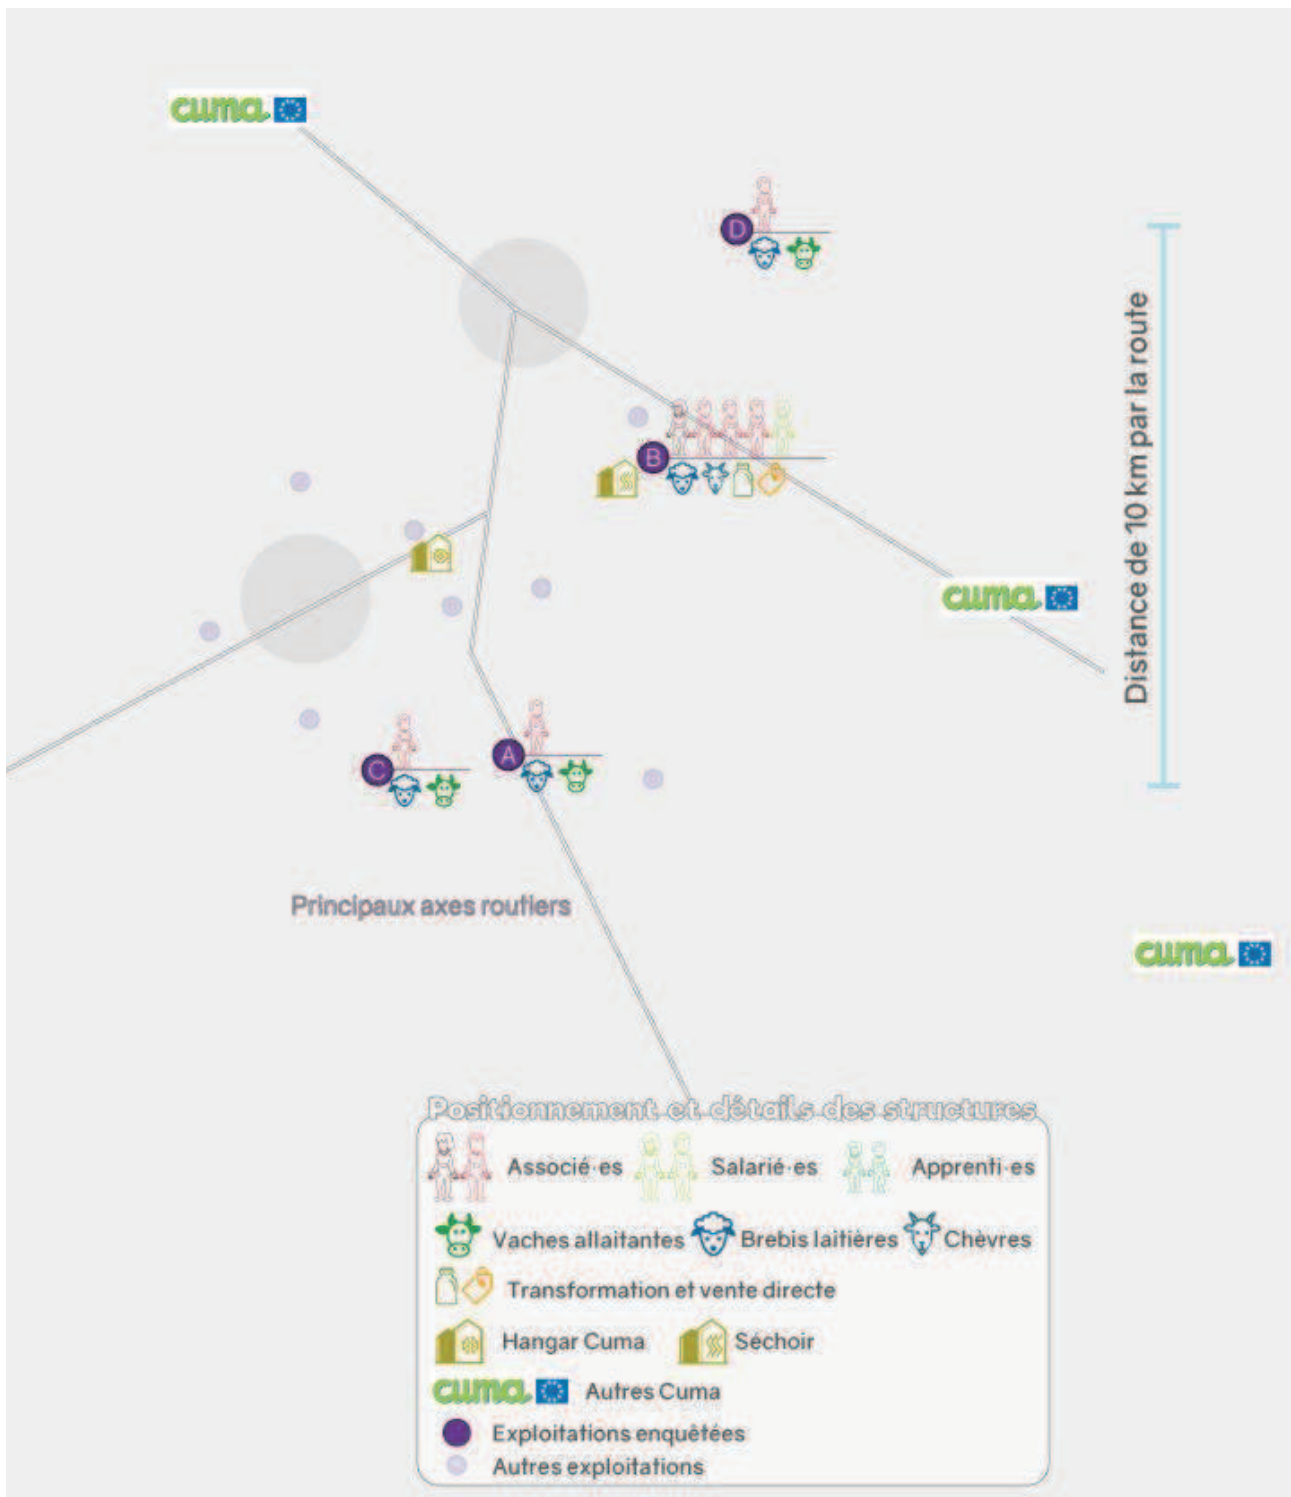 cuma
D
B
Distance de 10 km par la route
cuma
A
C
Principaux axes routiers
cuma
Positionnement et détails des structures
Associé·es Salarié·es Apprenti·es
Vaches allaitantes Brebis laitières Chèvres
Transformation et vente directe
Hangar Cuma Séchoir
cuma Autres Cuma
Exploitations enquêtées
Autres exploitations